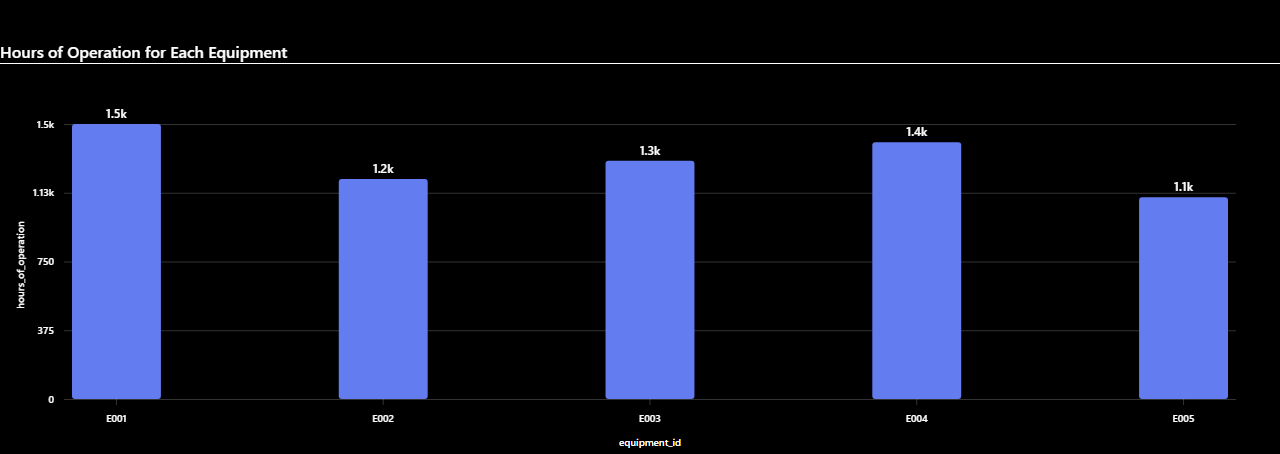 Hours of Operation for Each Equipment
1.5k
1.2k
1.3k
1.4k
1.1k
1.5k
1.13k
750
375
0
hours_of_operation
E001
E002
E003
E004
E005
equipment_id